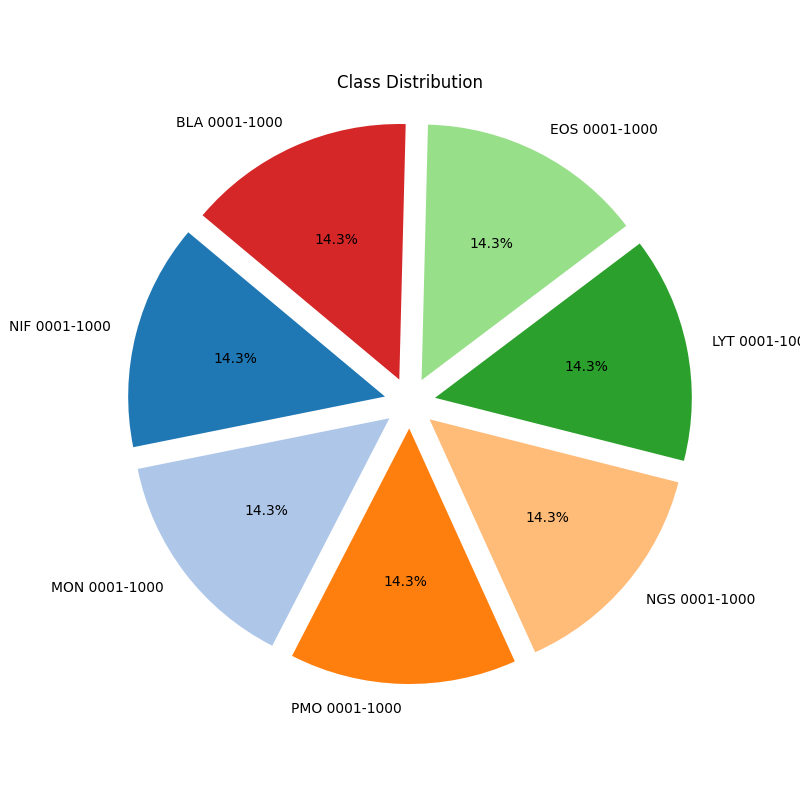 Class Distribution
BLA 0001-1000
EOS 0001-1000
14.3%
14.3%
NIF 0001-1000
LYT 0001-100
14.3%
14.3%
14.3%
14.3%
14.3%
MON 0001-1000
NGS 0001-1000
PMO 0001-1000